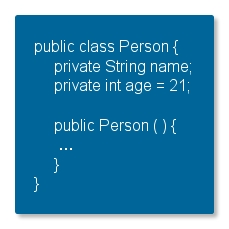 public class Person {
private String name;
private int age = 21;
public Person ( ) {
...
}
}